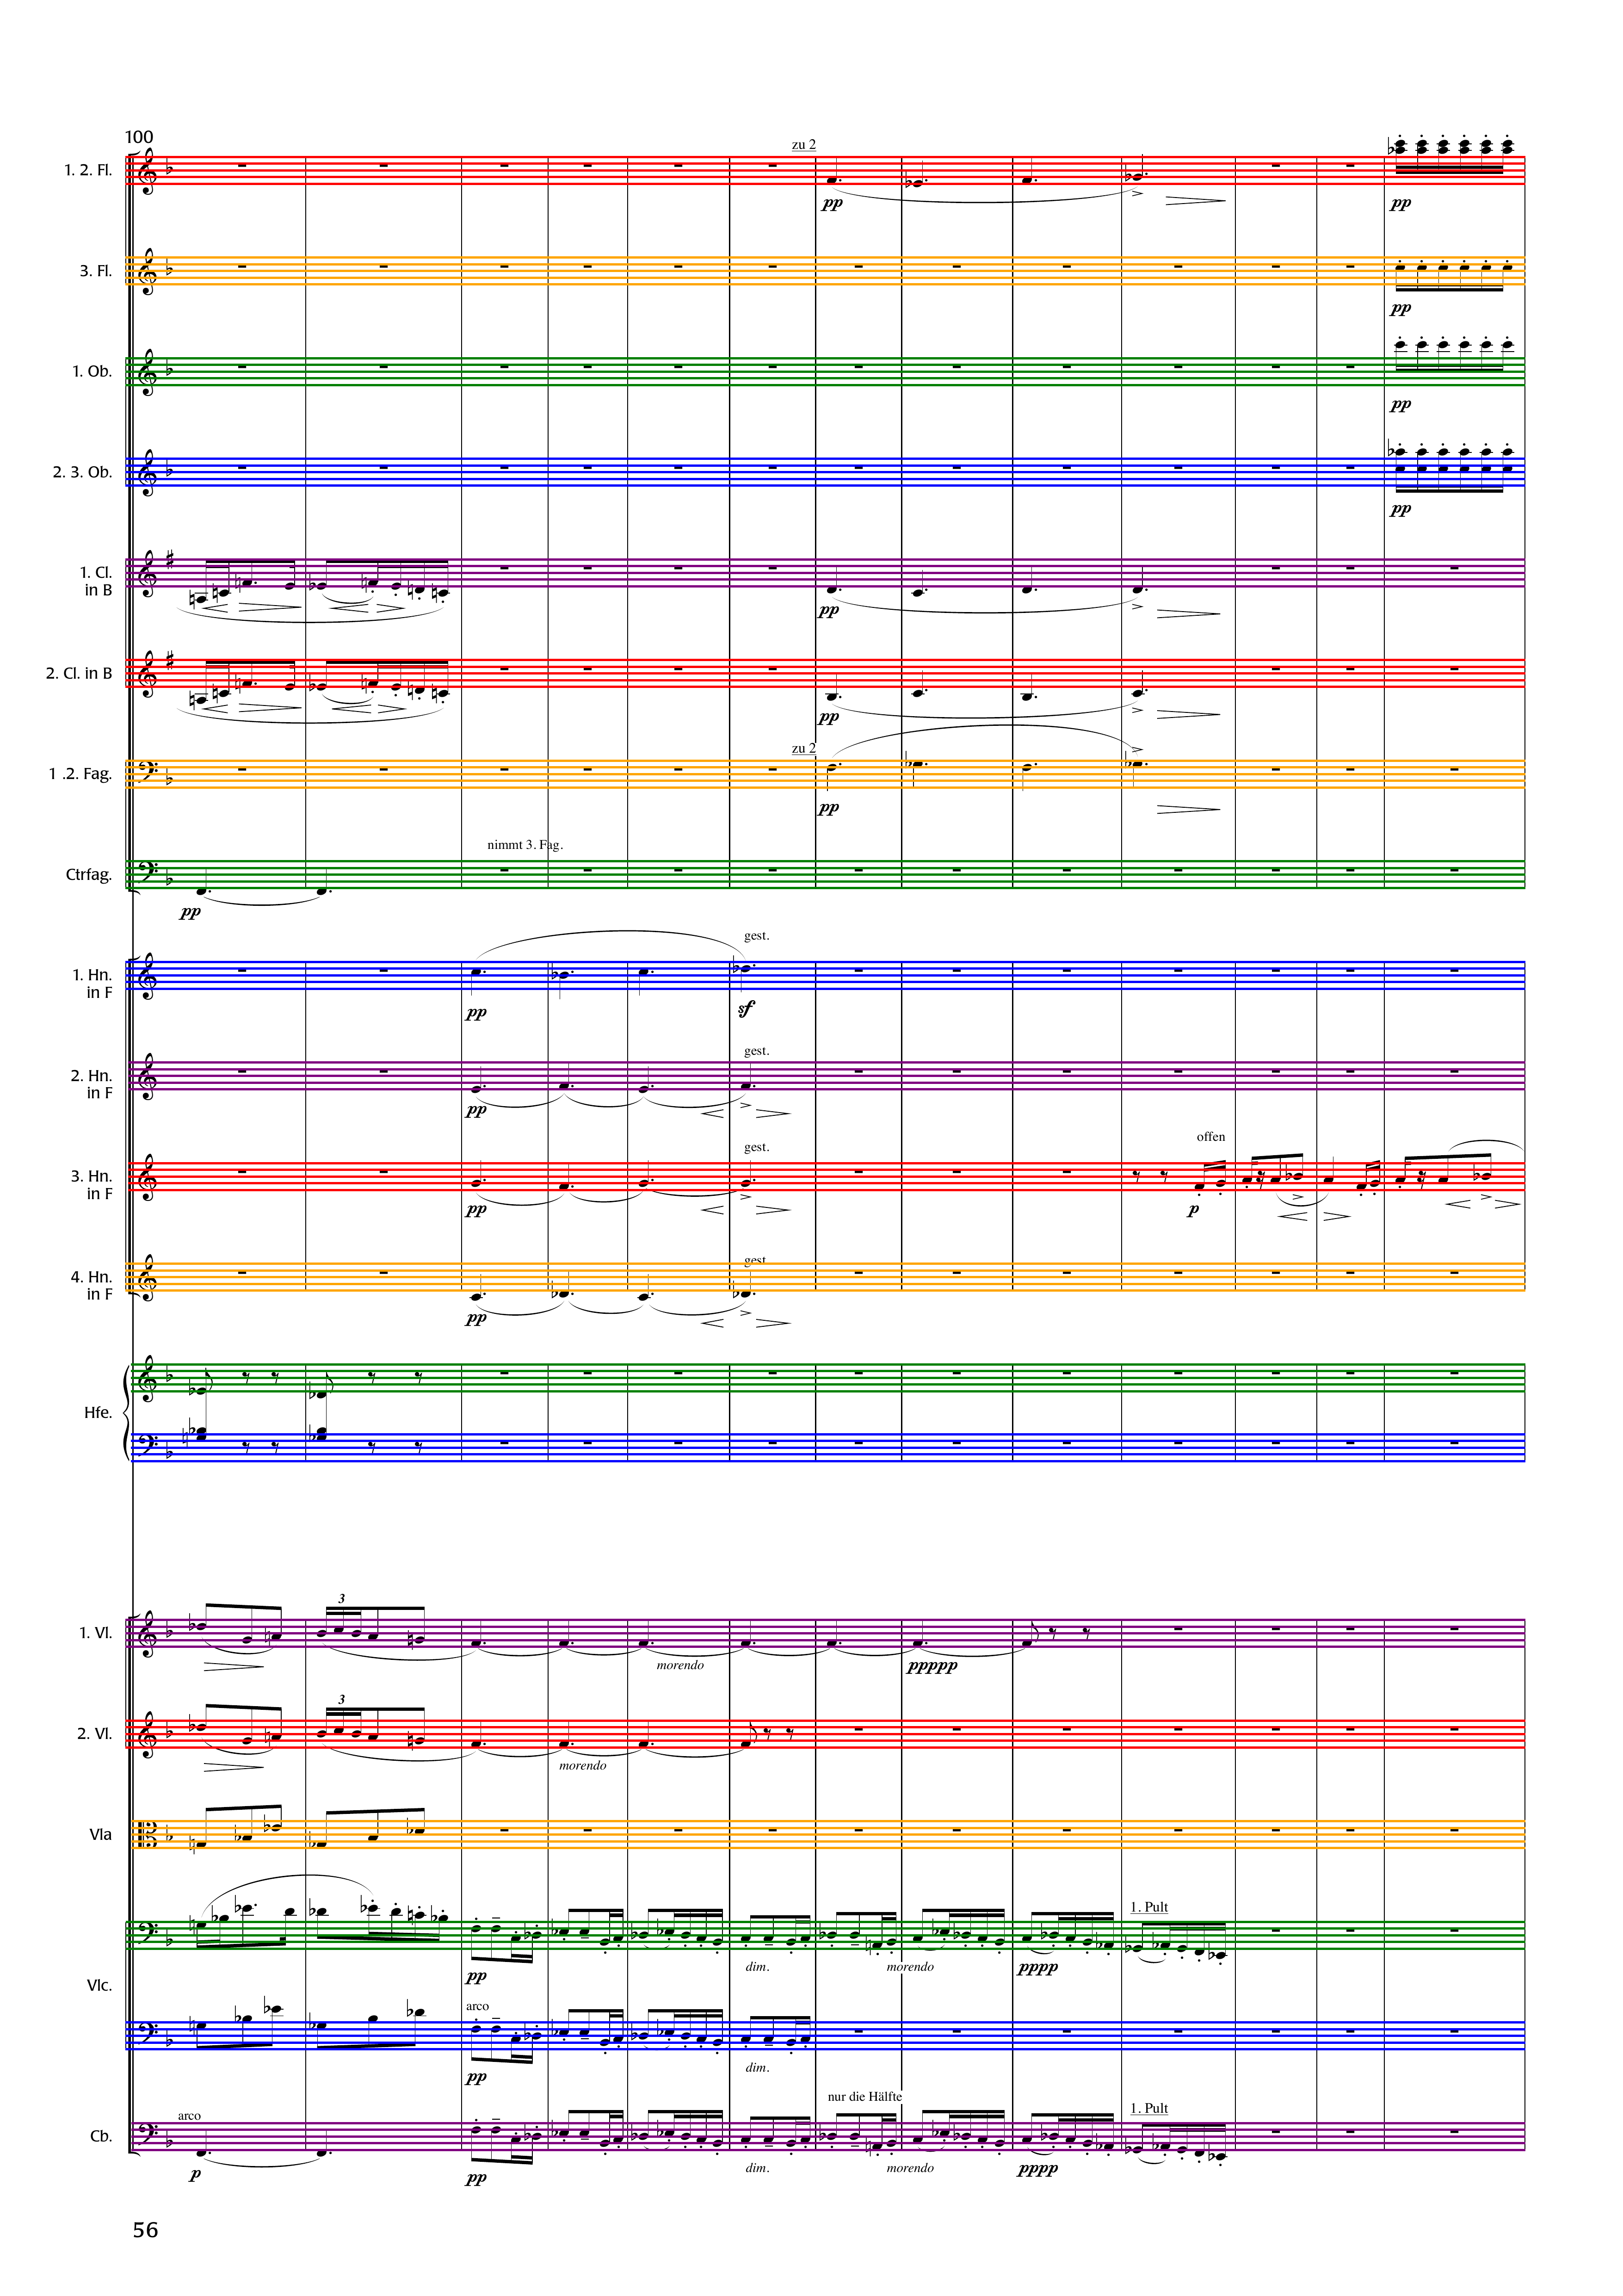 100
zu 2
1. 2. Fl.
pp
pp
3. Fl.
pp
1. Ob.
pp
2. 3. Ob.
pp
1. Cl.
in B
pp
2. Cl. in B
pp
zu 2
1 .2. Fag.
pp
nimmt 3. Fag.
Ctrfag.
pp
gest.
1. Hn.
in F
pp
sf
gest.
2. Hn.
in F
pp
offen
gest.
3. Hn.
in F
pp
p
gest.
4. Hn.
in F
pp
Hfe.
3
1. Vl.
morendo
ppppp
3
2. Vl.
morendo
Vla
1. Pult
pp
dim.
morendo
pppp
Vlc.
arco
pp
dim.
nur die Hälfte
1. Pult
arco
Cb.
p
pp
dim.
morendo
pppp
56